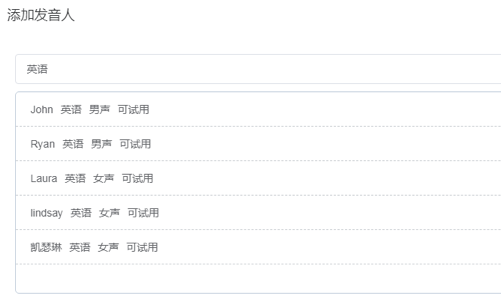 添加发音人
英语
John 英语 男声 可试用
Ryan 英语 男声 可试用
Laura 英语 女声 可试用
lindsay 英语 女声 可试用
凯瑟琳 英语 女声 可试用